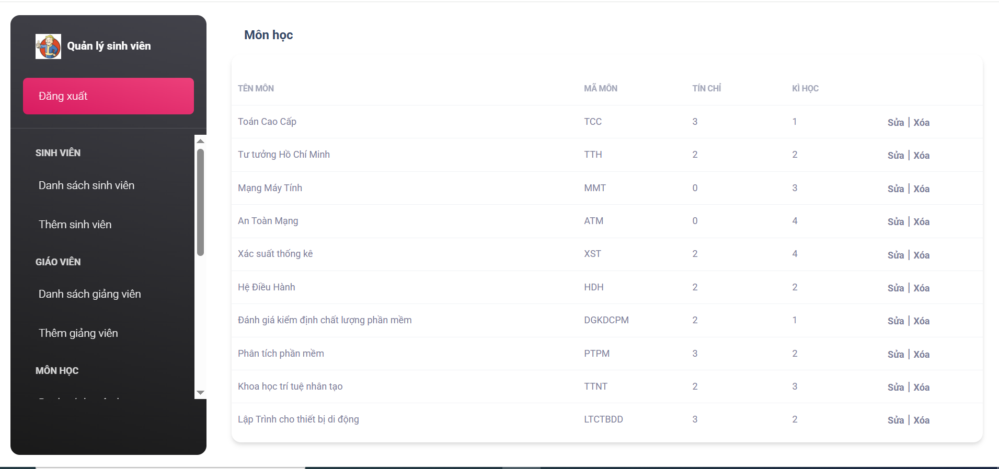 Quản lý sinh viên
Đăng xuất
SINH VIÊN
Danh sách sinh viên
Thêm sinh viên
GIÁO VIÊN
Danh sách giảng viên
Thêm giảng viên
MÔN HỌC
Môn học
TÊN MÔN MÃ MÔN TÍN CHỈ KÌ HỌC
Toán Cao Cấp TCC 3 1 Sửa | Xóa
Tư tưởng Hồ Chí Minh TTH 2 2 Sửa | Xóa
Mạng Máy Tính MMT 0 3 Sửa | Xóa
An Toàn Mạng ATM 0 4 Sửa | Xóa
Xác suất thống kê XST 2 4 Sửa | Xóa
Hệ Điều Hành HDH 2 2 Sửa | Xóa
Đánh giá kiểm định chất lượng phần mềm DGKDCPM 2 1 Sửa | Xóa
Phân tích phần mềm PTPM 3 2 Sửa | Xóa
Khoa học trí tuệ nhân tạo TTNT 2 3 Sửa | Xóa
Lập Trình cho thiết bị di động LTCTBDD 3 2 Sửa | Xóa